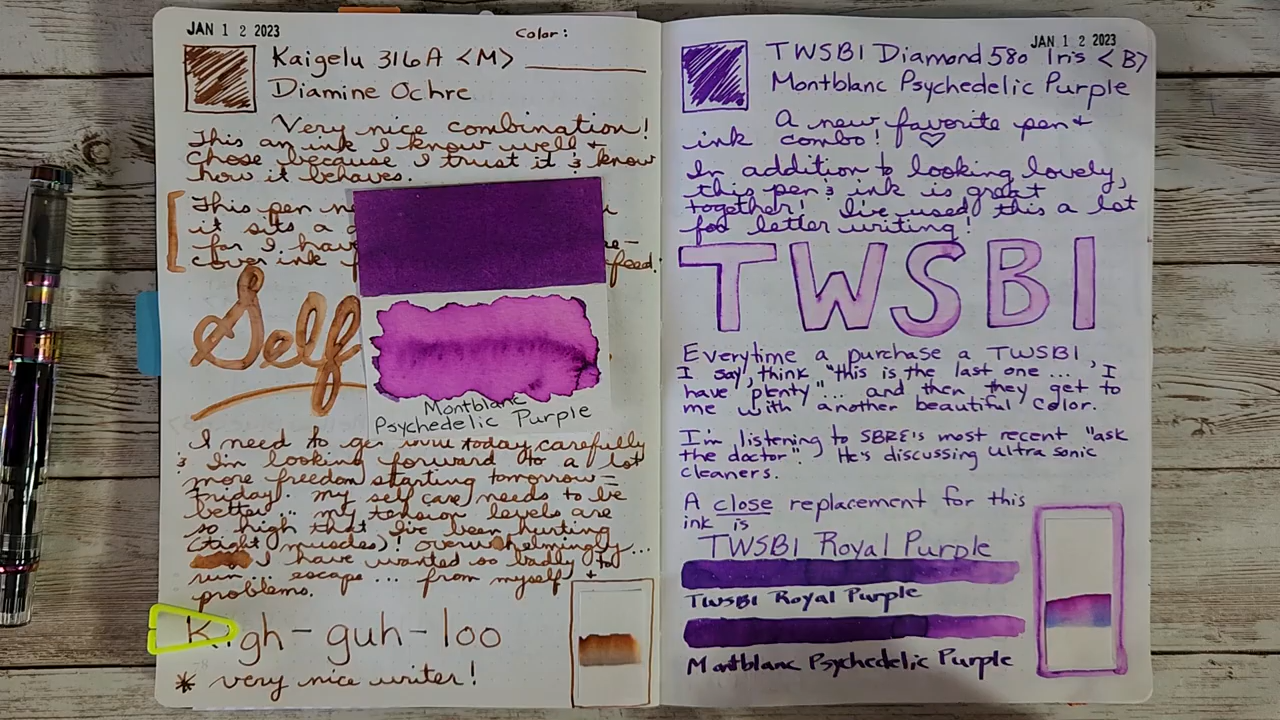 JAN 1 2 2023
Color:
Kaigelu 316A <M>
Diamine Ochre
Very nice combination!
This an ink I know well +
chose because I trust it & know
how it behaves.
This pen
it sits a
for I have
cover ink feed.
Self
Montblanc
Psychedelic Purple
I need to get today carefully
& I'm looking forward to a lot
more freedom starting tomorrow =
Friday. my self care needs to be
better... my tension levels are
so high that I've been hurting
(tight muscles)! overwhelmingly...
I have wanted so badly to
run... escape... from myself +
problems.
Kigh-guh-loo
* very nice writer!
JAN 1 2 2023
TWSBI Diamond 580 Iris <B>
Montblanc Psychedelic Purple
A new favorite pen +
ink combo! ♡
In addition to looking lovely,
this pen & ink is great
together! I've used this a lot
for letter writing!
TWSBI
Everytime a purchase a TWSBI,
I say/think "this is the last one... I
have plenty"... and then they get to
me with another beautiful color.
I'm listening to SBRE's most recent "ask
the doctor". He's discussing ultra sonic
cleaners.
A close replacement for this
ink is
TWSBI Royal Purple
TWSBI Royal Purple
Montblanc Psychedelic Purple